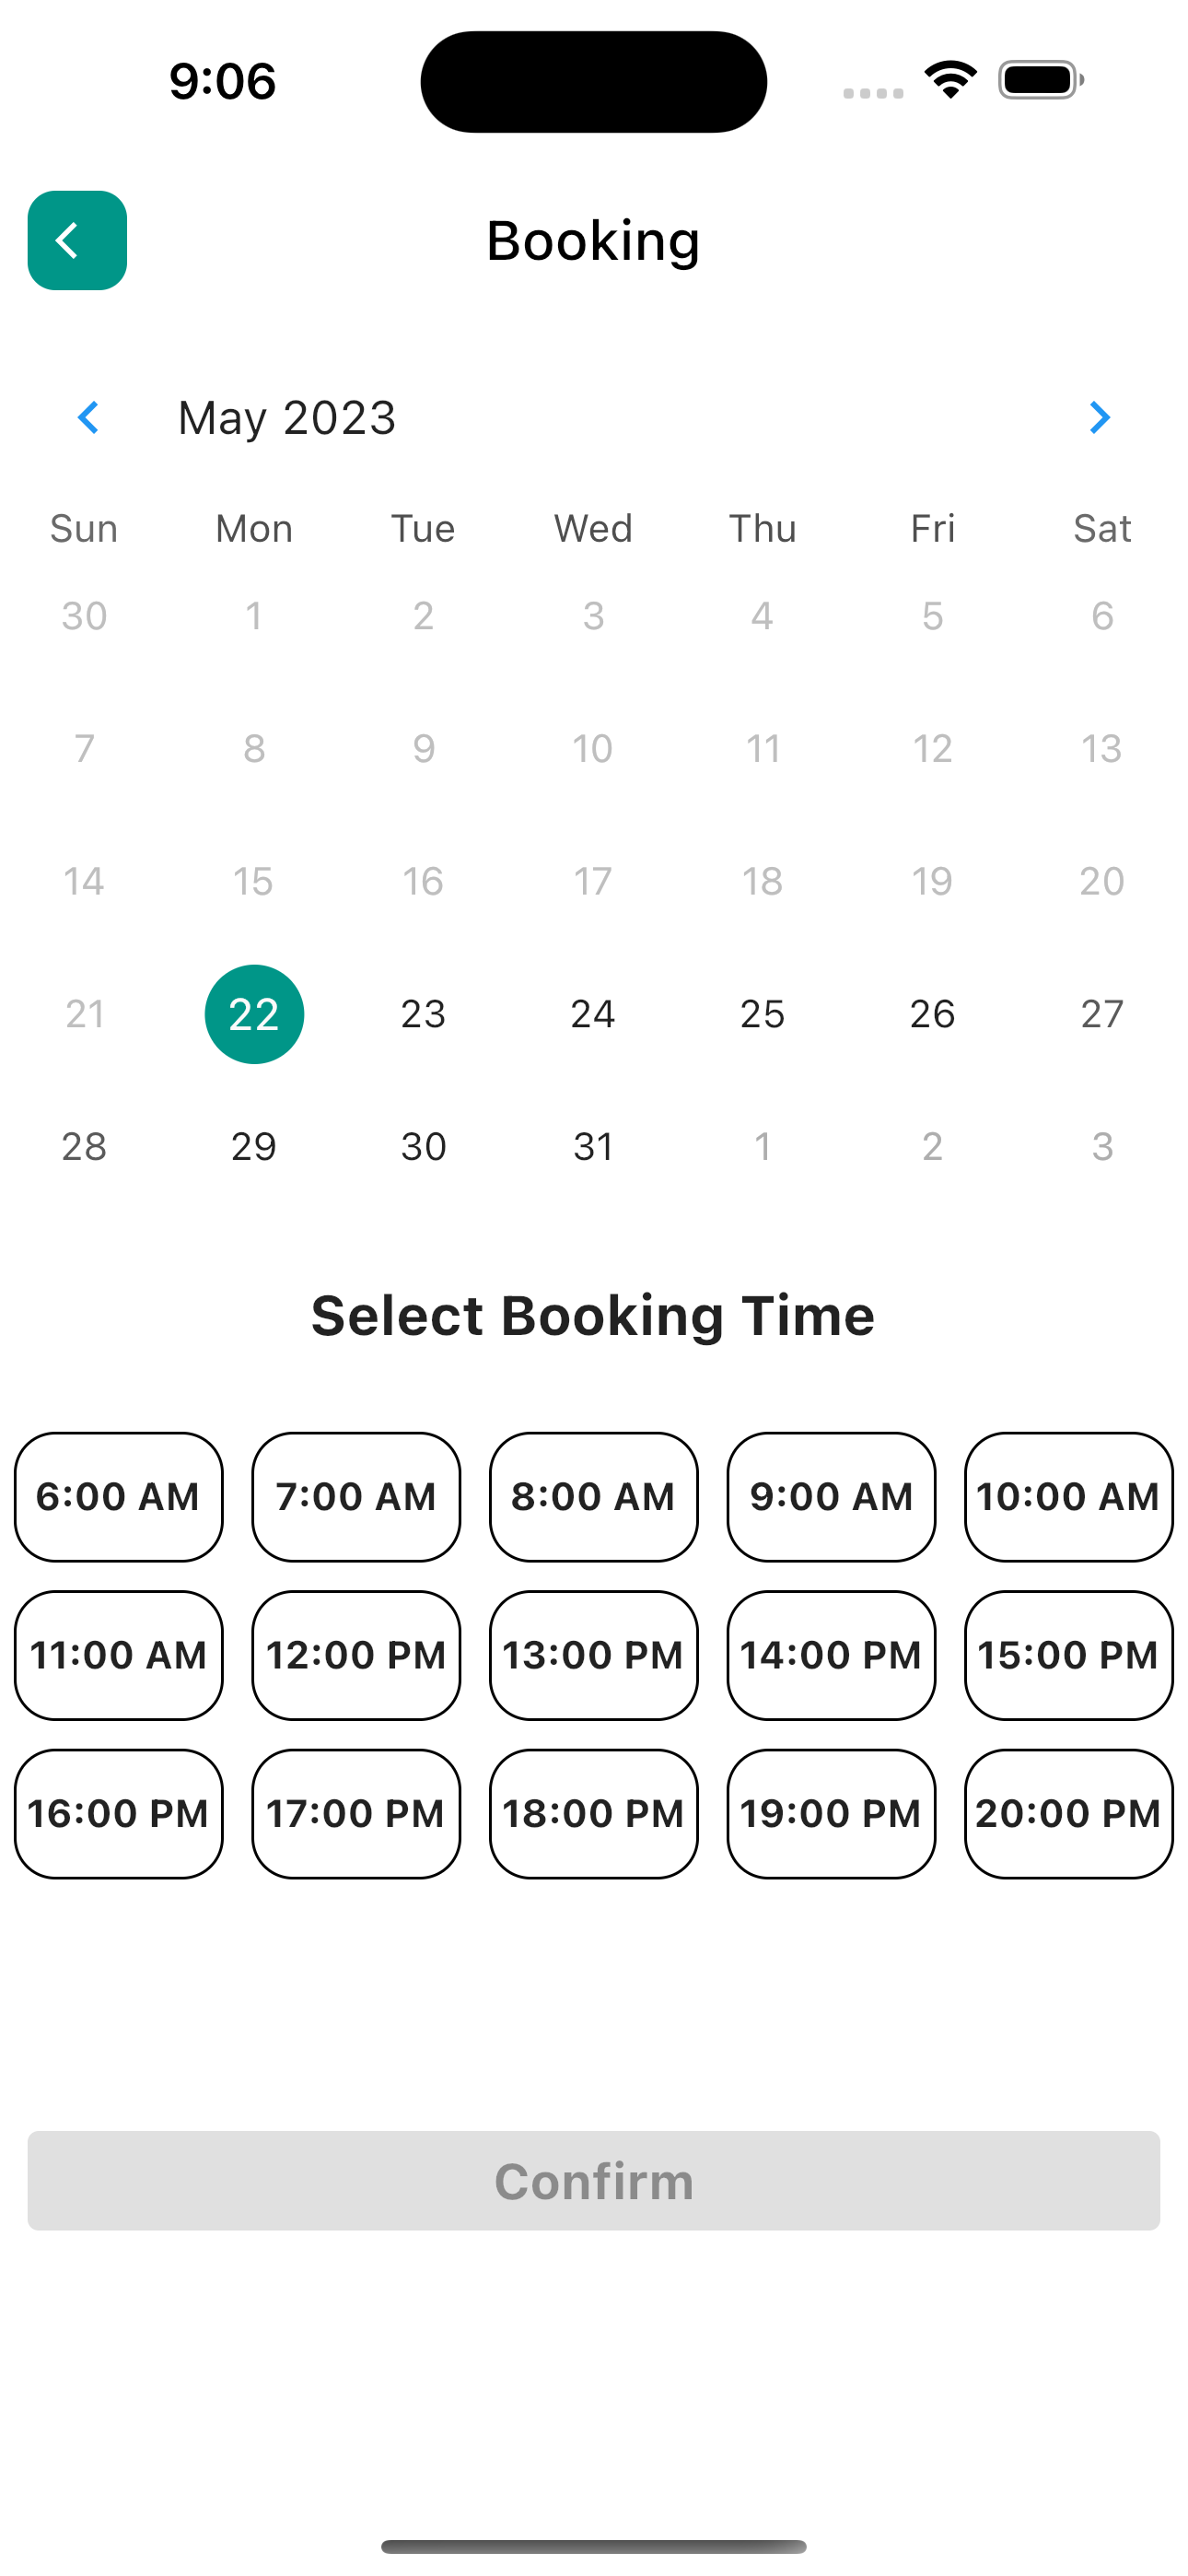 9:06
Booking
May 2023
Sun Mon Tue Wed Thu Fri Sat
30 1 2 3 4 5 6
7 8 9 10 11 12 13
14 15 16 17 18 19 20
21 22 23 24 25 26 27
28 29 30 31 1 2 3
Select Booking Time
6:00 AM 7:00 AM 8:00 AM 9:00 AM 10:00 AM
11:00 AM 12:00 PM 13:00 PM 14:00 PM 15:00 PM
16:00 PM 17:00 PM 18:00 PM 19:00 PM 20:00 PM
Confirm